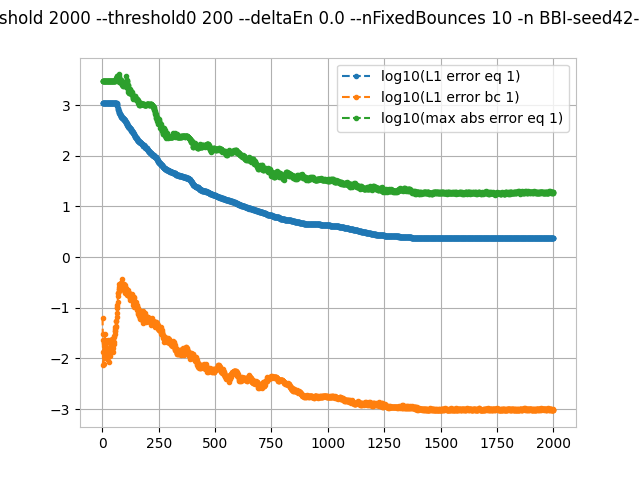 shold 2000 --threshold0 200 --deltaEn 0.0 --nFixedBounces 10 -n BBI-seed42-
log10(L1 error eq 1)
log10(L1 error bc 1)
log10(max abs error eq 1)
3
2
1
0
−1
−2
−3
0 250 500 750 1000 1250 1500 1750 2000